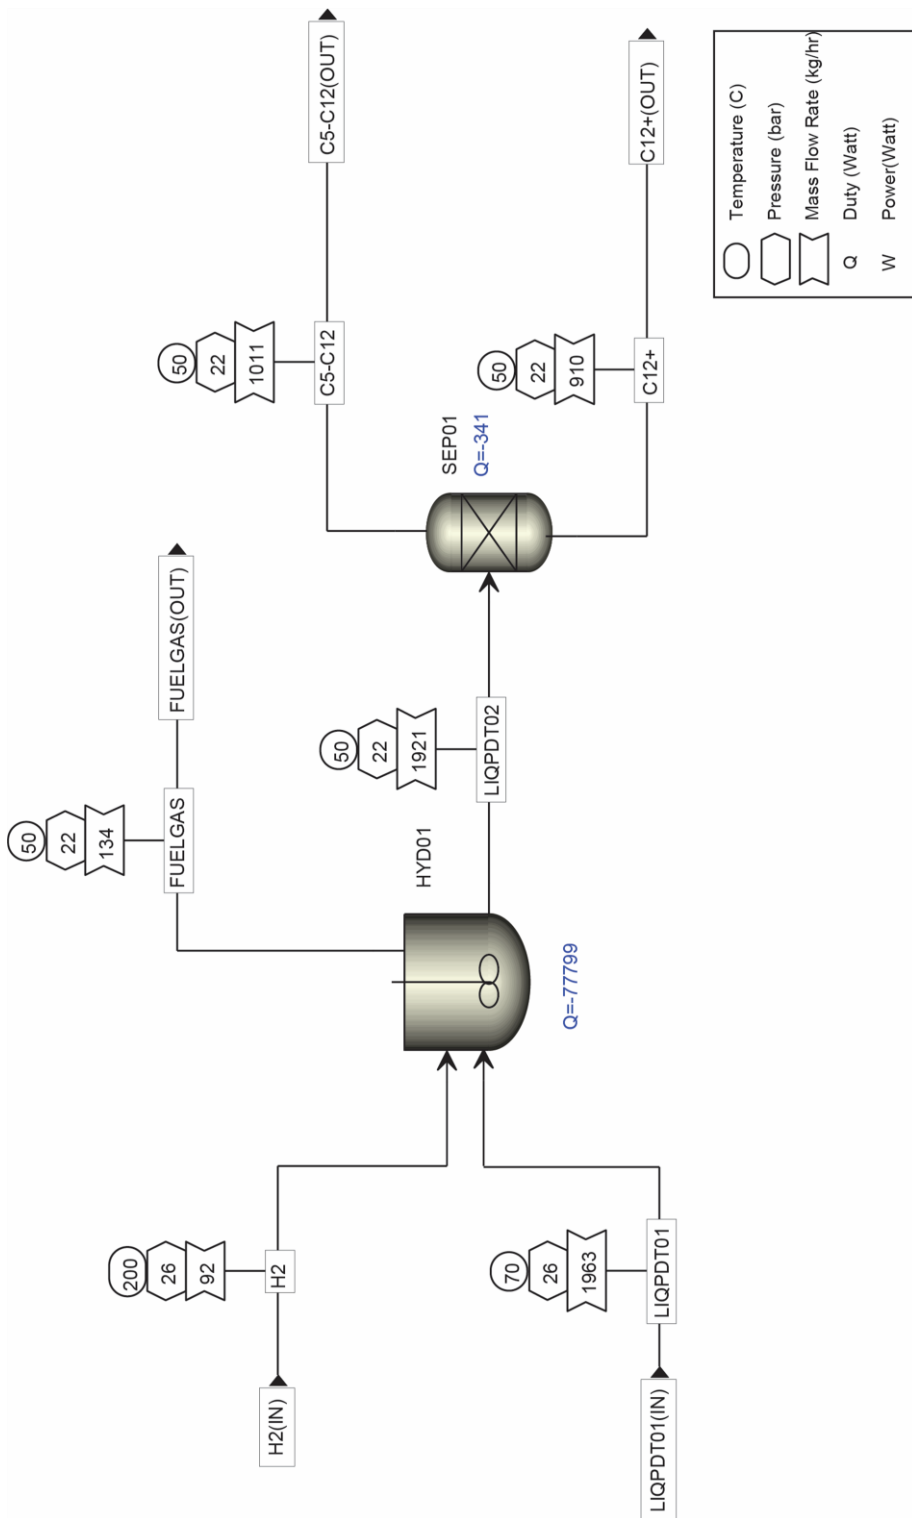 50
22
134
FUELGAS
FUELGAS(OUT)
200
26
92
H2(IN)
H2
HYD01
Q=-77799
70
26
1963
LIQPDT01(IN)
LIQPDT01
50
22
1921
LIQPDT02
SEP01
Q=-341
50
22
1011
C5-C12
C5-C12(OUT)
50
22
910
C12+
C12+(OUT)
Temperature (C)
Pressure (bar)
Mass Flow Rate (kg/hr)
Q Duty (Watt)
W Power(Watt)